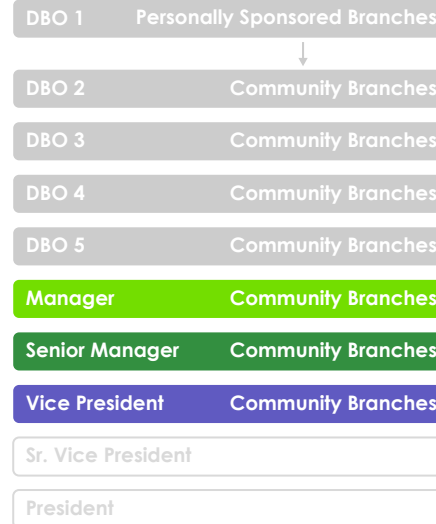 DBO 1 Personally Sponsored Branches
DBO 2 Community Branches
DBO 3 Community Branches
DBO 4 Community Branches
DBO 5 Community Branches
Manager Community Branches
Senior Manager Community Branches
Vice President Community Branches
Sr. Vice President
President